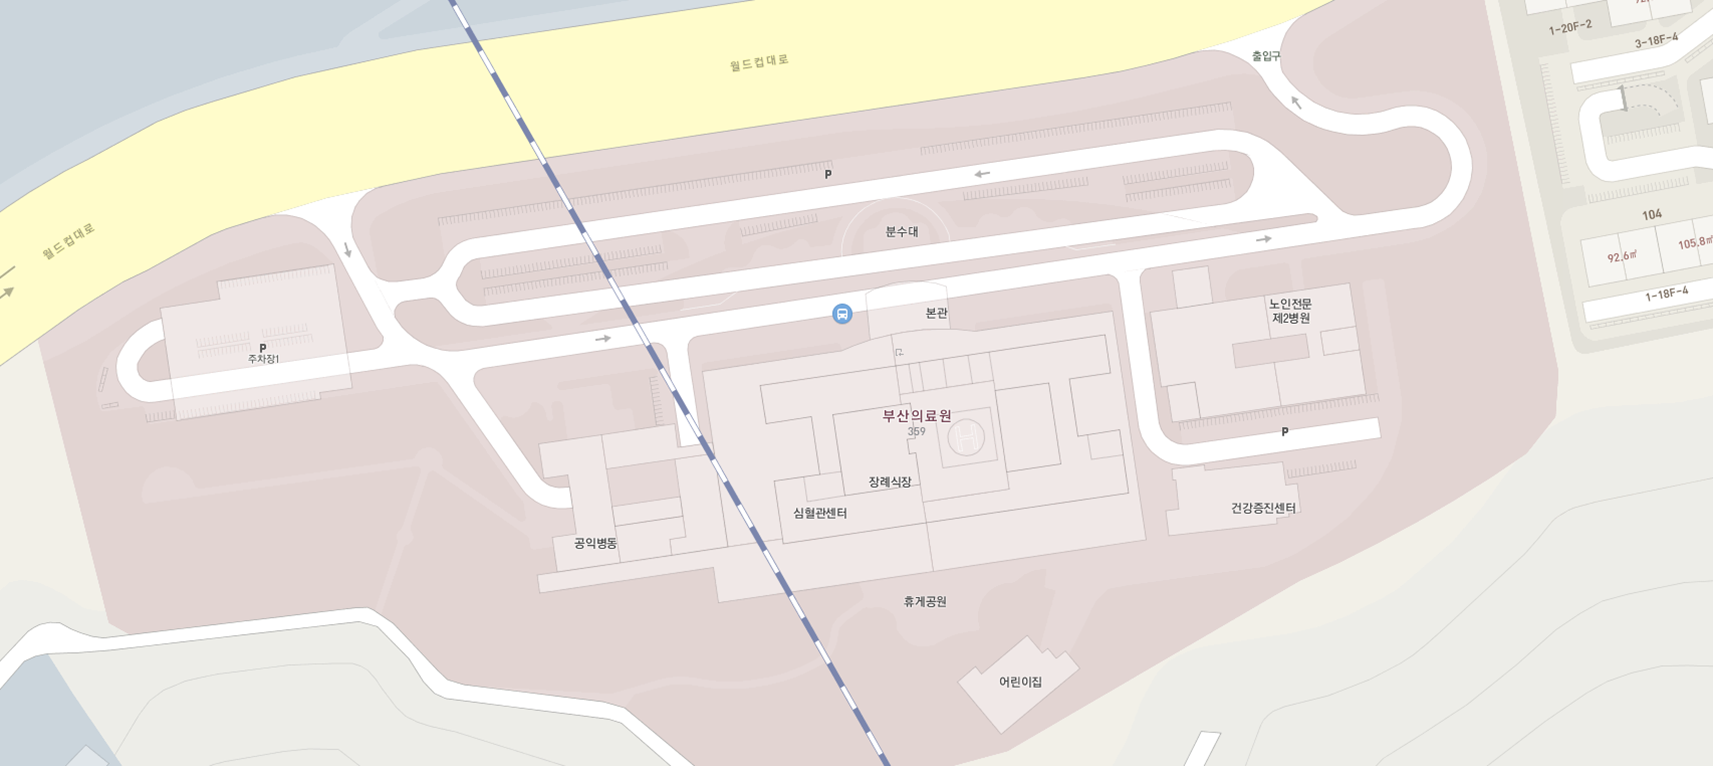 1-20F-2
3-18F-4
출입구
월드컵대로
P
월드컵대로
분수대
104
92.6㎡
105.8㎡
1-18F-4
본관
노인전문
제2병원
P
주차장1
부산의료원
359
H
P
장례식장
심혈관센터
건강증진센터
공익병동
휴게공원
어린이집